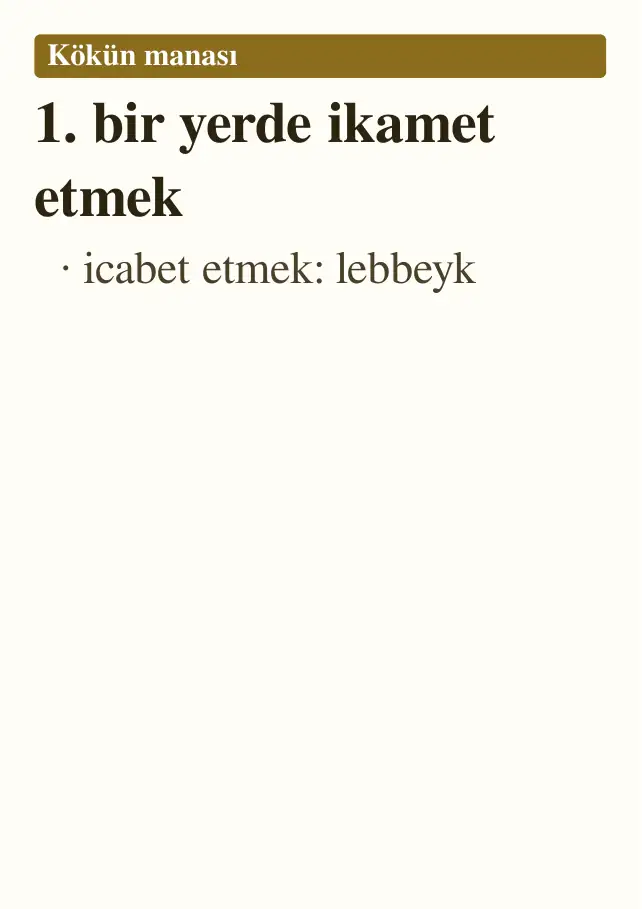 Kökün manası
1. bir yerde ikamet
etmek
· icabet etmek: lebbeyk